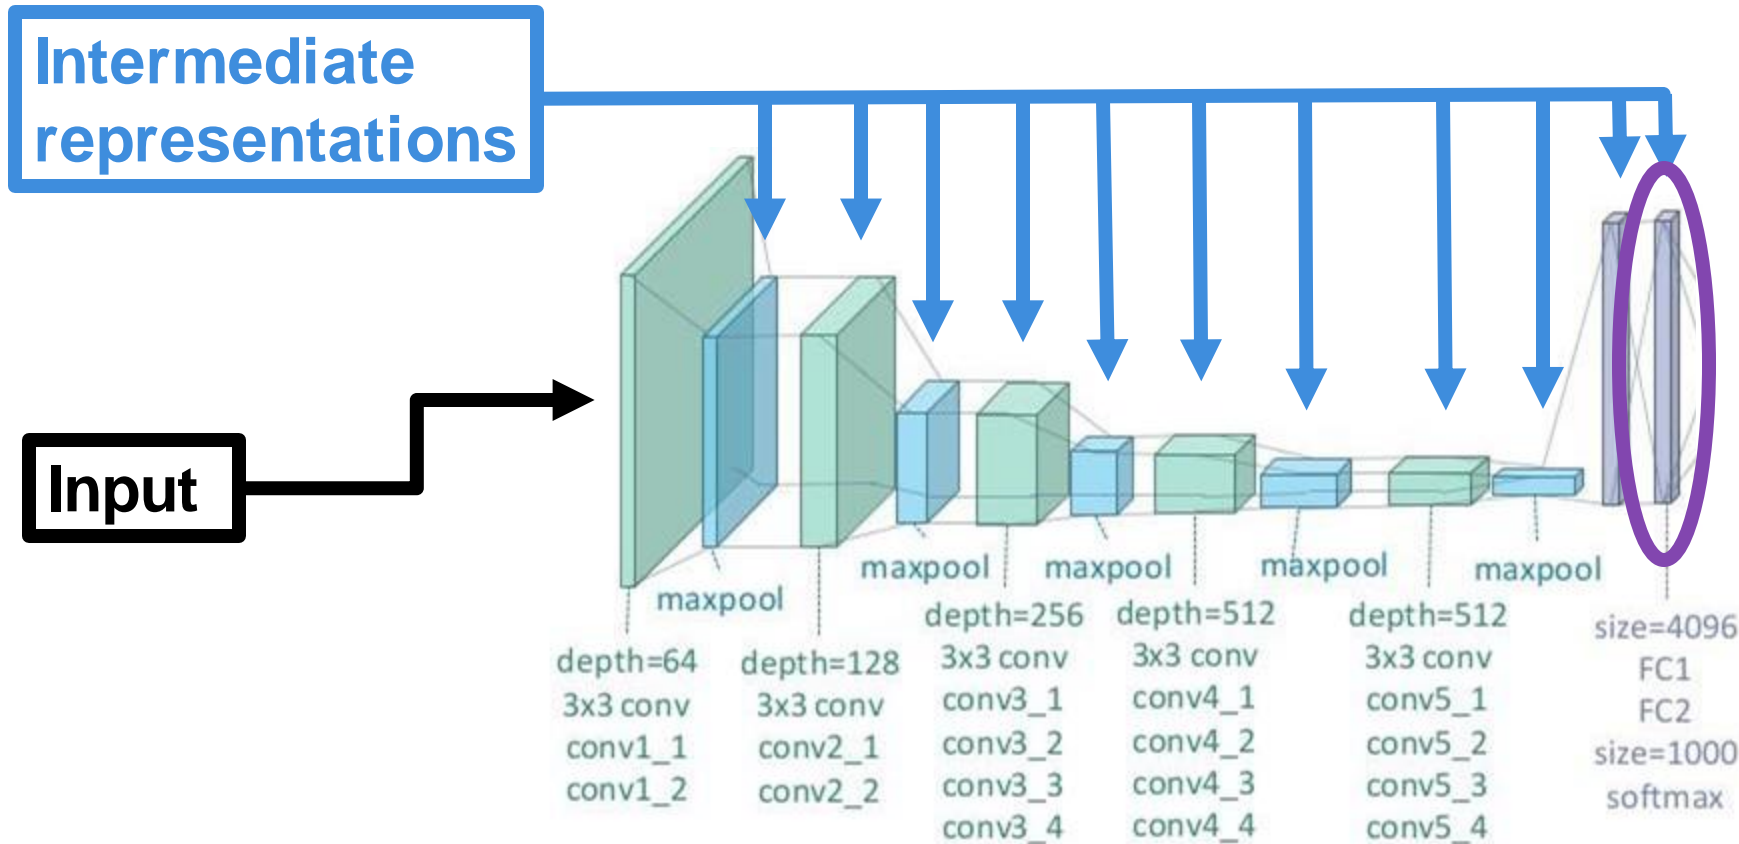 Intermediate
representations
Input
maxpool
maxpool
maxpool
maxpool
maxpool
depth=64
3x3 conv
conv1_1
conv1_2
depth=128
3x3 conv
conv2_1
conv2_2
depth=256
3x3 conv
conv3_1
conv3_2
conv3_3
conv3_4
depth=512
3x3 conv
conv4_1
conv4_2
conv4_3
conv4_4
depth=512
3x3 conv
conv5_1
conv5_2
conv5_3
conv5_4
size=4096
FC1
FC2
size=1000
softmax